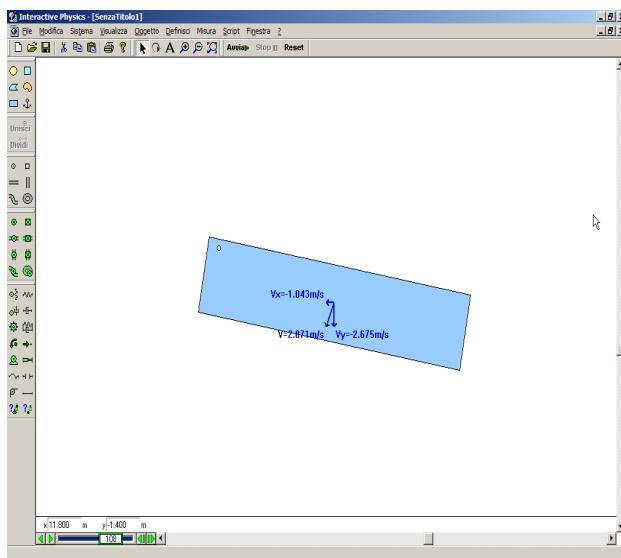 Interactive Physics - [SenzaTitolo1]
File Modifica Sistema Visualizza Oggetto Definisci Misura Script Finestra ?
A Avvia Stop Reset
Unisci
Dividi
Vx=-1.043m/s
V=2.871m/s Vy=-2.675m/s
x 11.800 m y -1.400 m
108